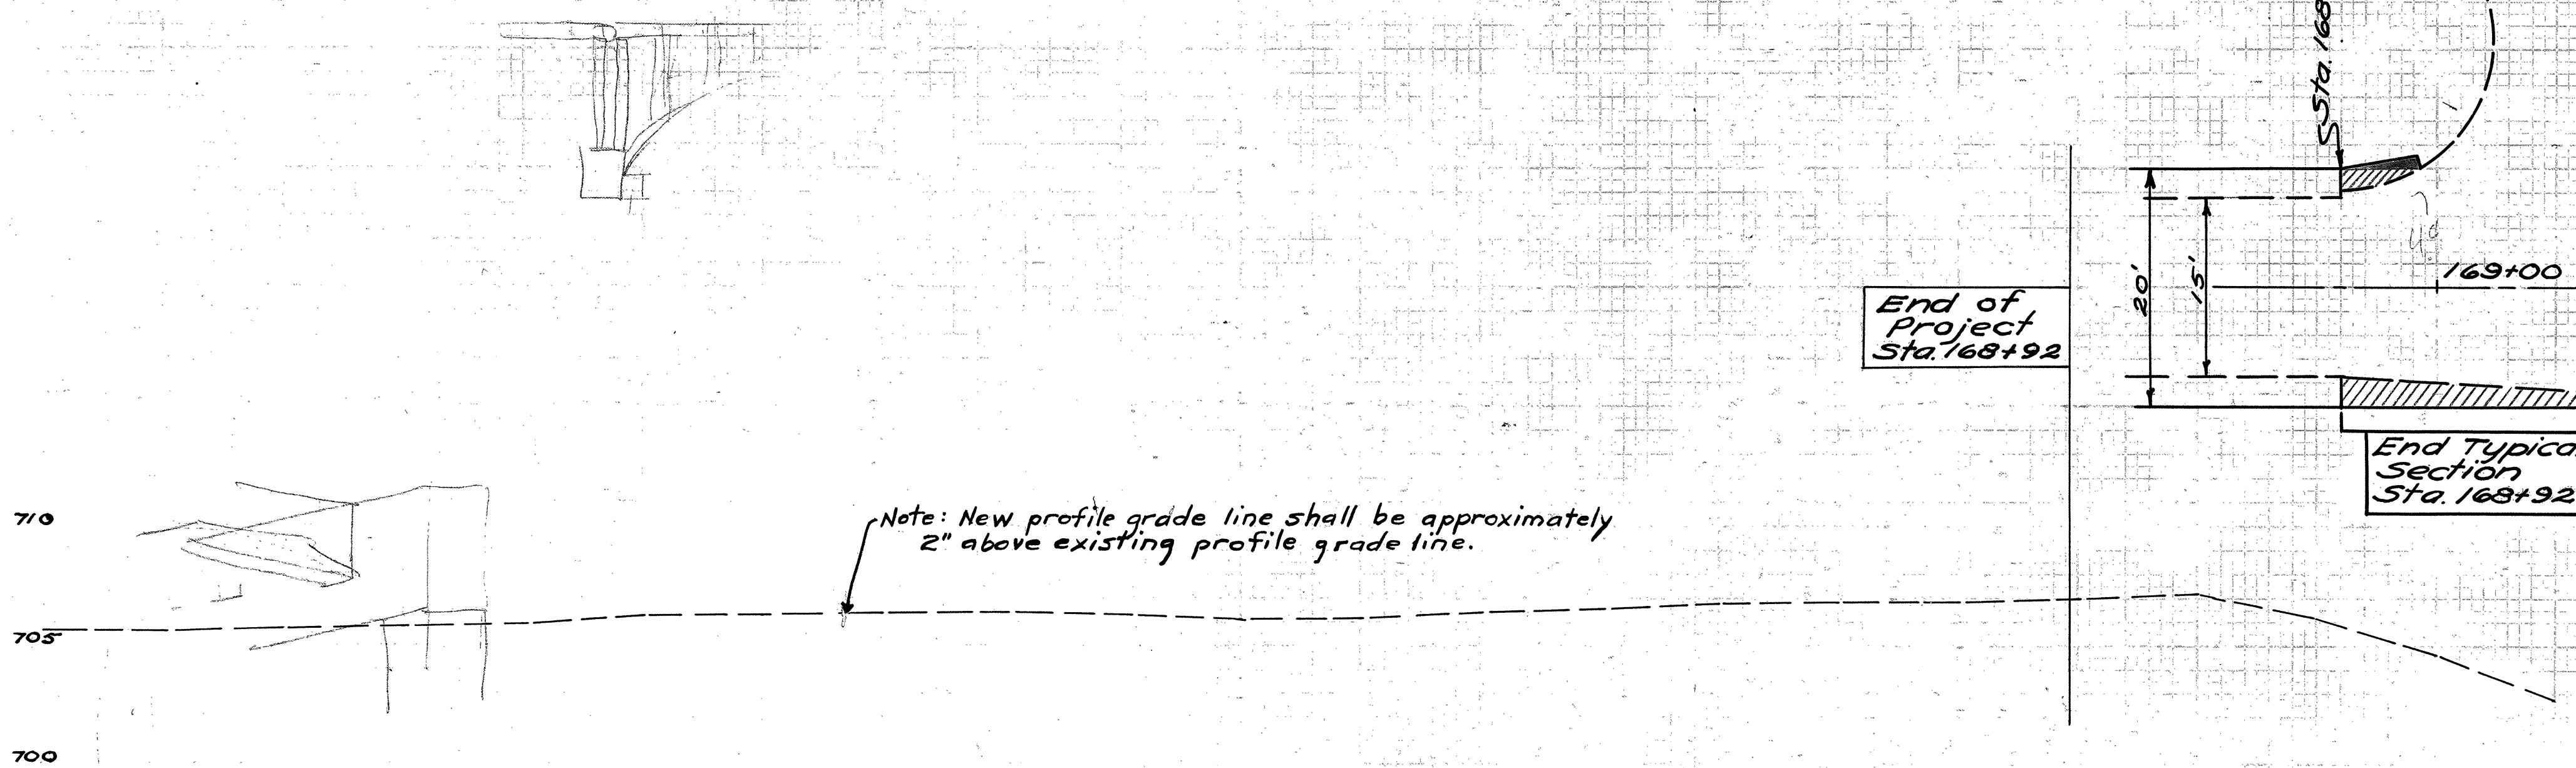 Sta. 168
20'
15'
169+00
End of
Project
Sta. 168+92
End Typica
Section
Sta. 168+92
710
Note: New profile grade line shall be approximately
2" above existing profile grade line.
705
700